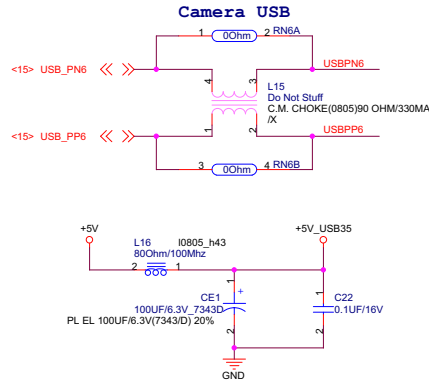 Camera USB
1 0Ohm 2 RN6A
<15> USB_PN6 USBPN6
4 3
L15
Do Not Stuff
C.M. CHOKE(0805)90 OHM/330MA
/X
1 2
<15> USB_PP6 USBPP6
3 0Ohm 4 RN6B
+5V +5V_USB35
L16 l0805_h43
80Ohm/100Mhz
2 1
1 + 1
CE1 C22
100UF/6.3V_7343D 0.1UF/16V
PL EL 100UF/6.3V(7343/D) 20%
2 2
GND